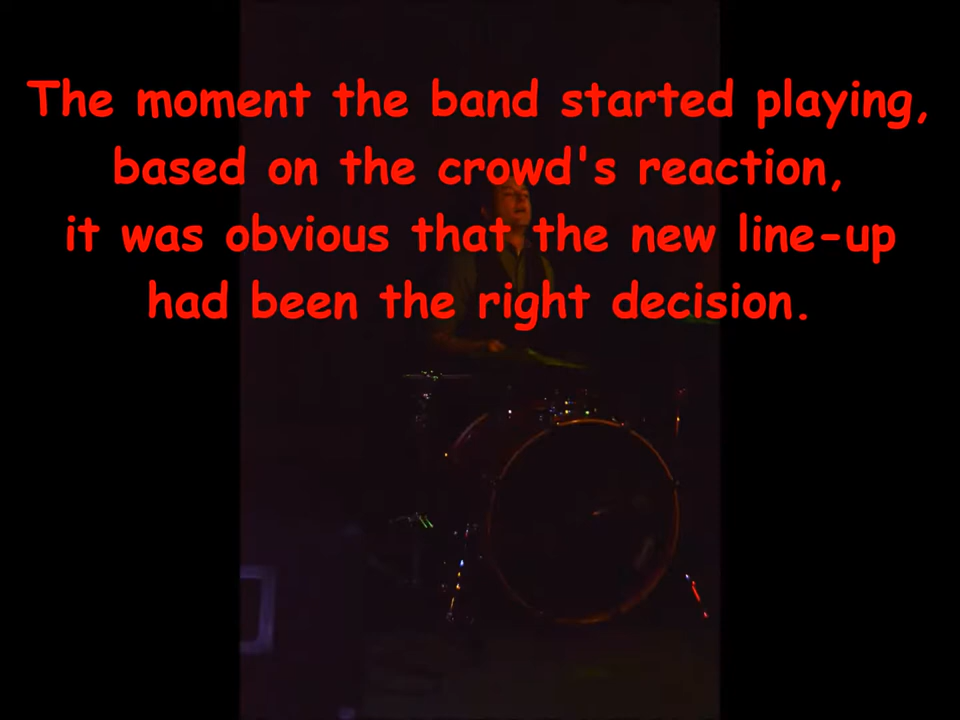 The moment the band started playing,
based on the crowd's reaction,
it was obvious that the new line-up
had been the right decision.